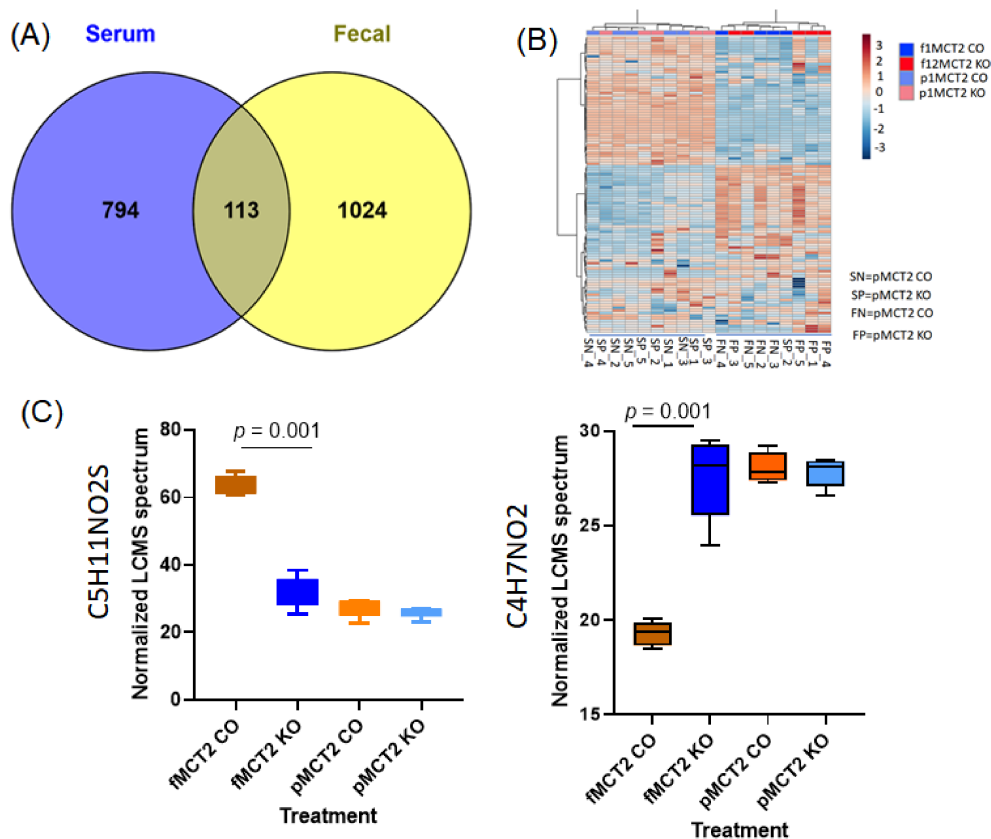 (A)
Serum
Fecal
794
113
1024
(B)
3
2
1
0
-1
-2
-3
f1MCT2 CO
f12MCT2 KO
p1MCT2 CO
p1MCT2 KO
SN=pMCT2 CO
SP=pMCT2 KO
FN=pMCT2 CO
FP=pMCT2 KO
SN_4
SP_4
SN_2
SN_5
SP_5
SP_2
SN_1
SN_3
SP_1
SP_3
FN_4
FP_3
FN_5
FN_2
FN_3
SP_2
FP_5
FP_1
FP_4
(C)
C5H11NO2S
Normalized LCMS spectrum
80
60
40
20
0
p = 0.001
fMCT2 CO
fMCT2 KO
pMCT2 CO
pMCT2 KO
Treatment
C4H7NO2
Normalized LCMS spectrum
30
25
20
15
p = 0.001
fMCT2 CO
fMCT2 KO
pMCT2 CO
pMCT2 KO
Treatment